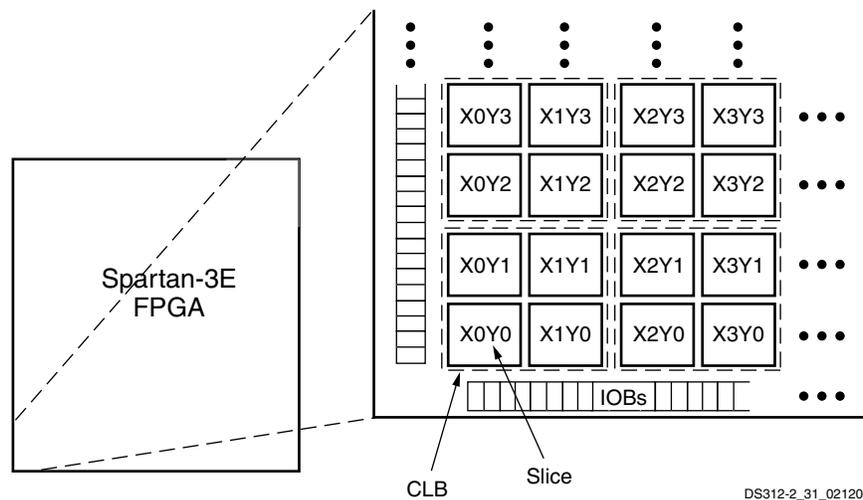 Spartan-3E
FPGA
X0Y3 X1Y3 X2Y3 X3Y3
X0Y2 X1Y2 X2Y2 X3Y2
X0Y1 X1Y1 X2Y1 X3Y1
X0Y0 X1Y0 X2Y0 X3Y0
IOBs
CLB
Slice
DS312-2_31_02120